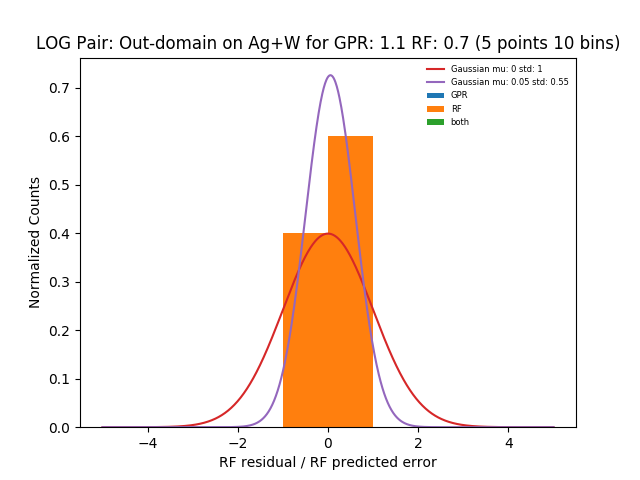 LOG Pair: Out-domain on Ag+W for GPR: 1.1 RF: 0.7 (5 points 10 bins)
Gaussian mu: 0 std: 1
Gaussian mu: 0.05 std: 0.55
GPR
RF
both
Normalized Counts
0.7
0.6
0.5
0.4
0.3
0.2
0.1
0.0
−4
−2
0
2
4
RF residual / RF predicted error